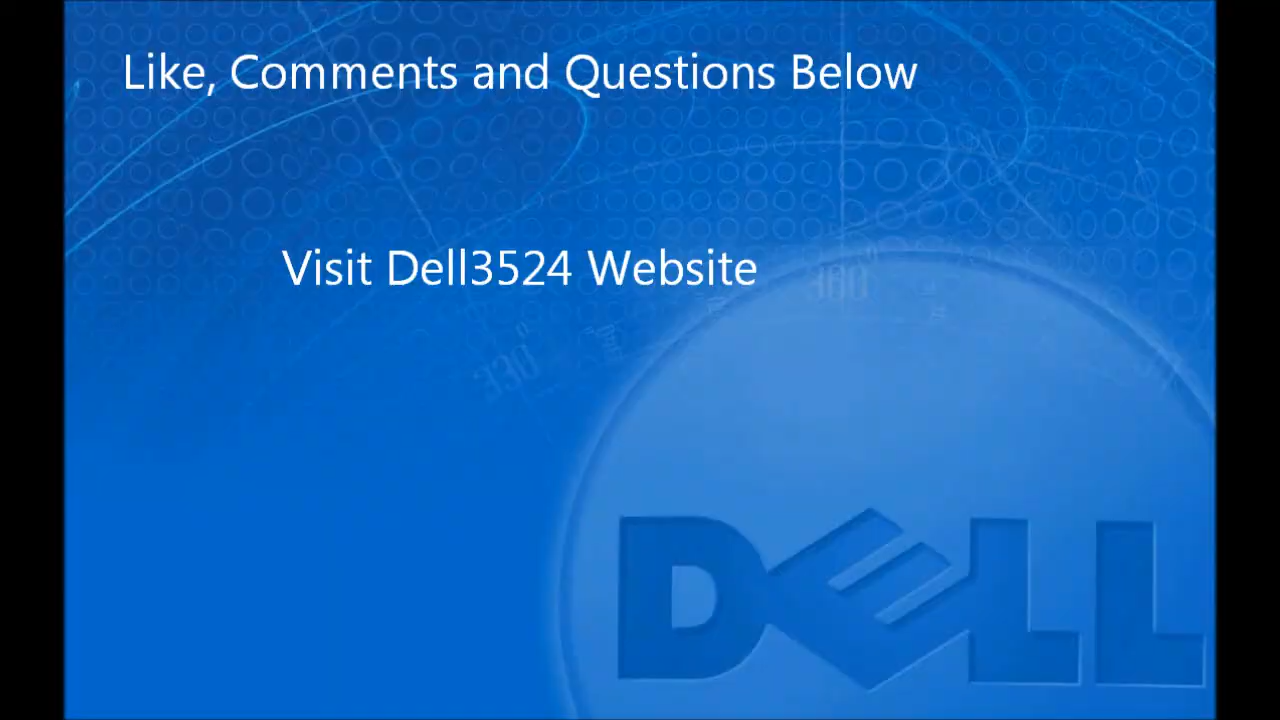 Like, Comments and Questions Below
Visit Dell3524 Website
DELL